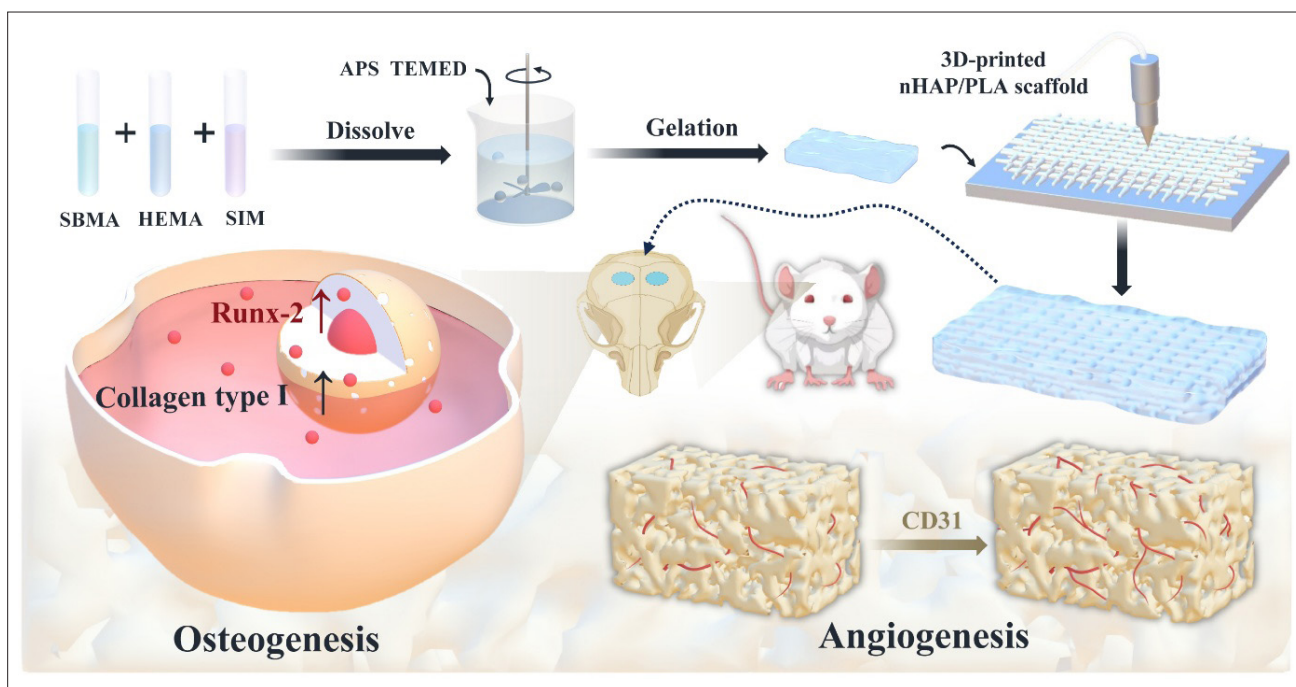 APS TEMED
3D-printed
nHAP/PLA scaffold
+
+
Dissolve
Gelation
SBMA
HEMA
SIM
Runx-2
Collagen type I
CD31
Osteogenesis
Angiogenesis